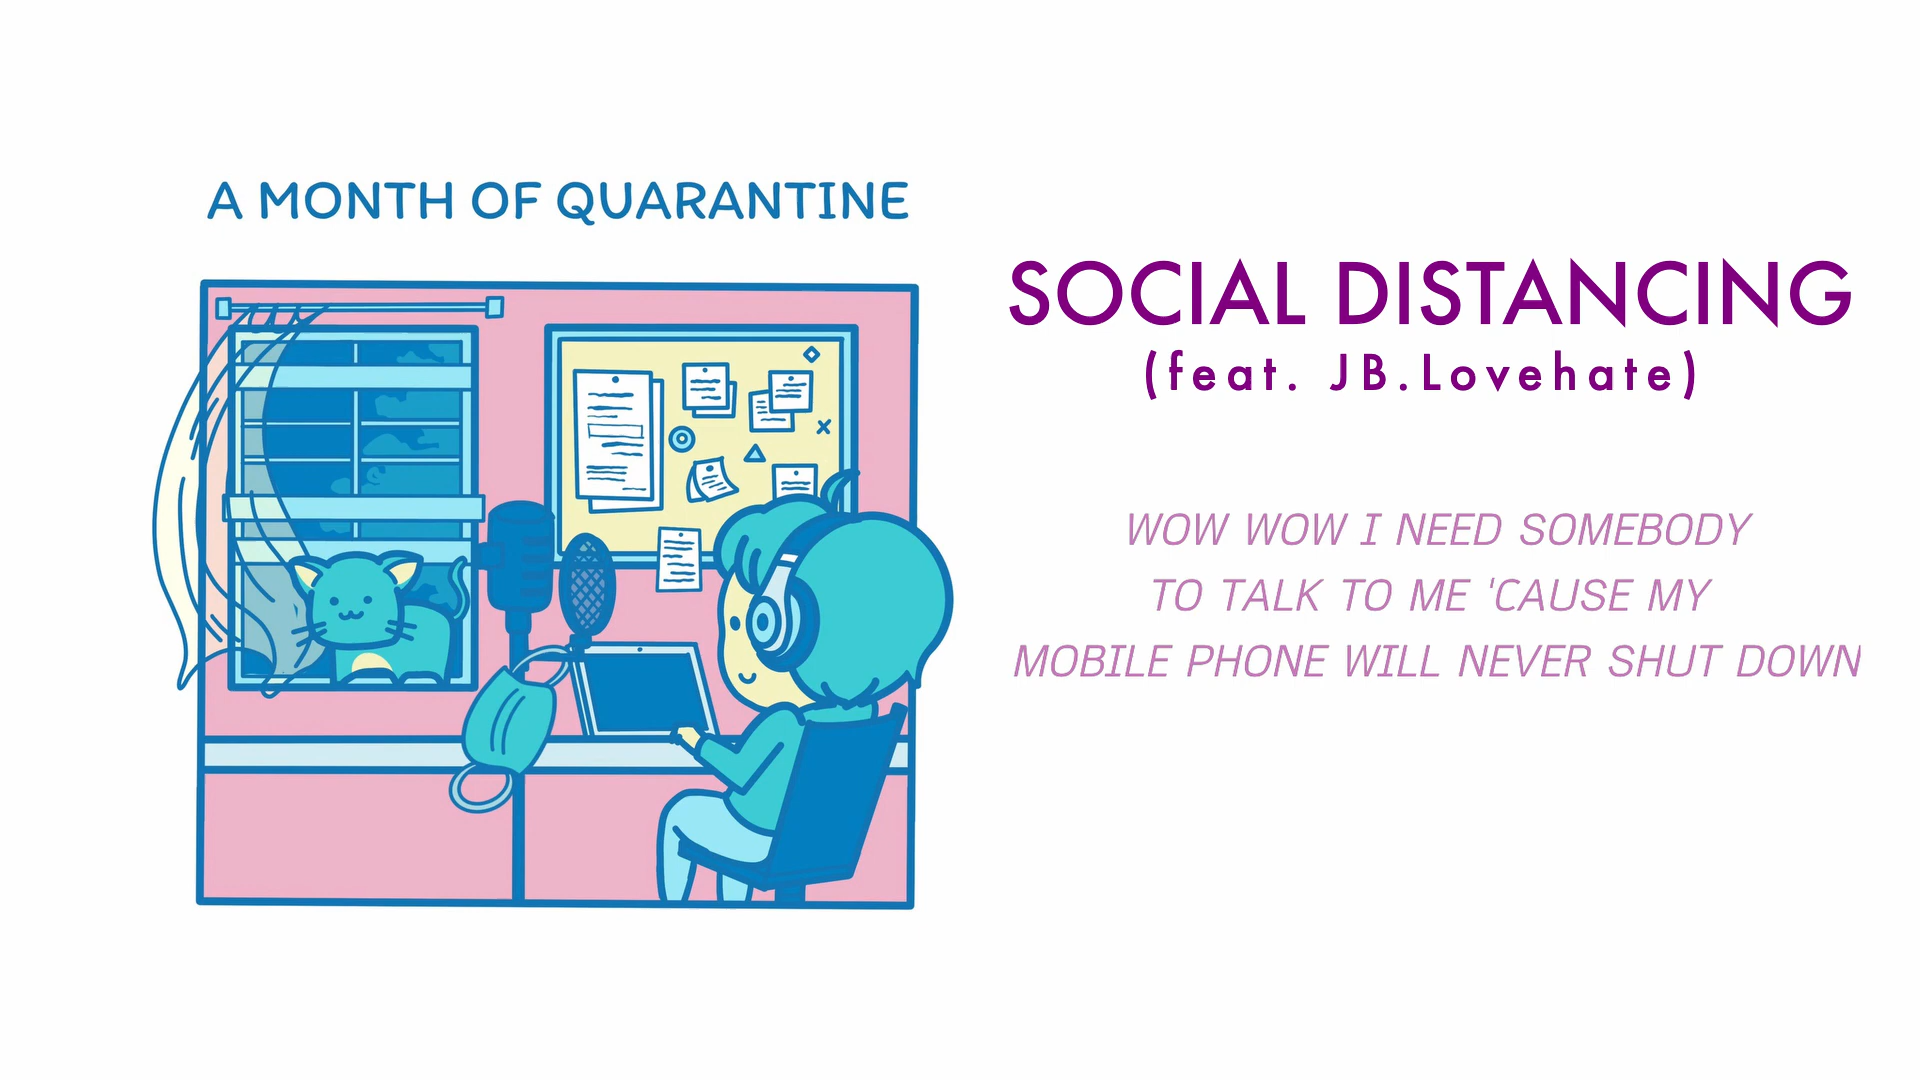 A MONTH OF QUARANTINE
SOCIAL DISTANCING
(feat. JB.Lovehate)
WOW WOW I NEED SOMEBODY
TO TALK TO ME 'CAUSE MY
MOBILE PHONE WILL NEVER SHUT DOWN